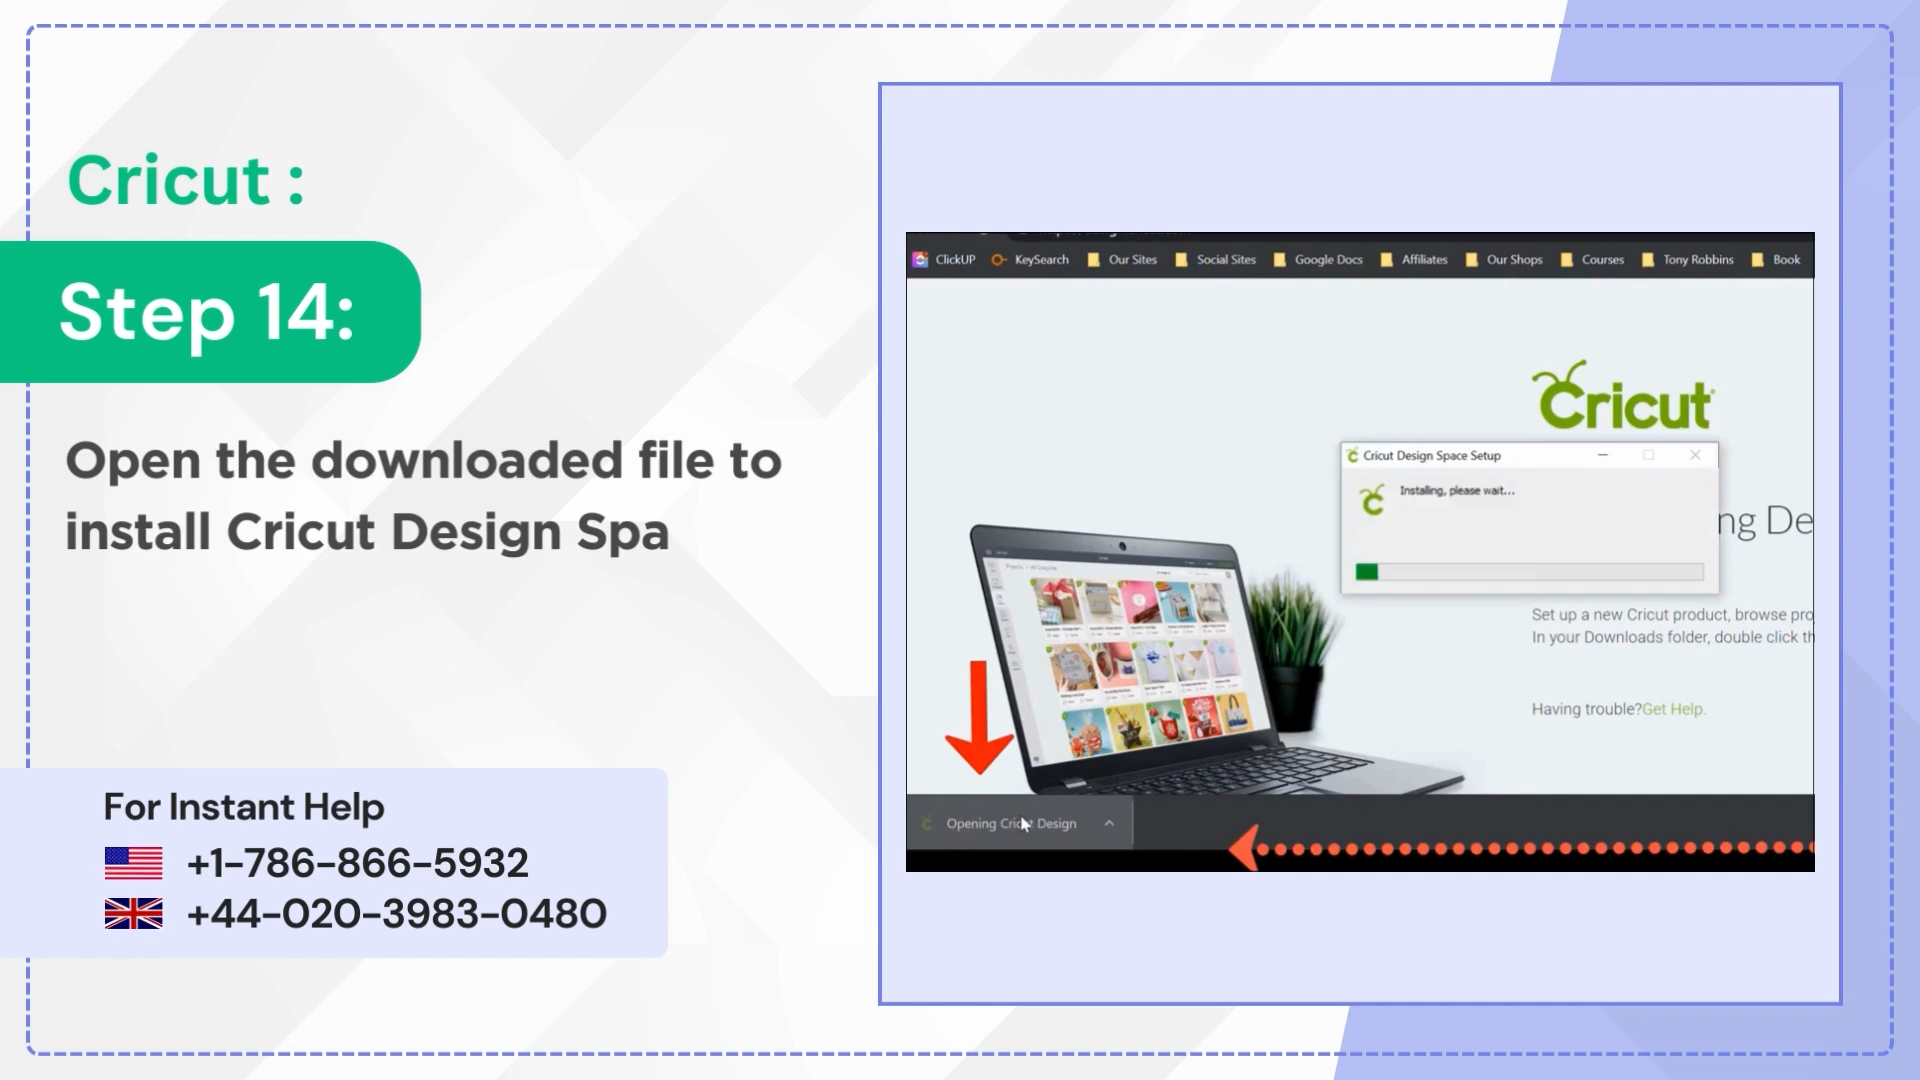 Cricut :
Step 14:
Open the downloaded file to
install Cricut Design Spa
For Instant Help
+1-786-866-5932
+44-020-3983-0480
ClickUP KeySearch Our Sites Social Sites Google Docs Affiliates Our Shops Courses Tony Robbins Book
Cricut
Cricut Design Space Setup
Installing, please wait...
ng De
Set up a new Cricut product, browse pro
In your Downloads folder, double click th
Having trouble?Get Help.
Opening Cricut Design